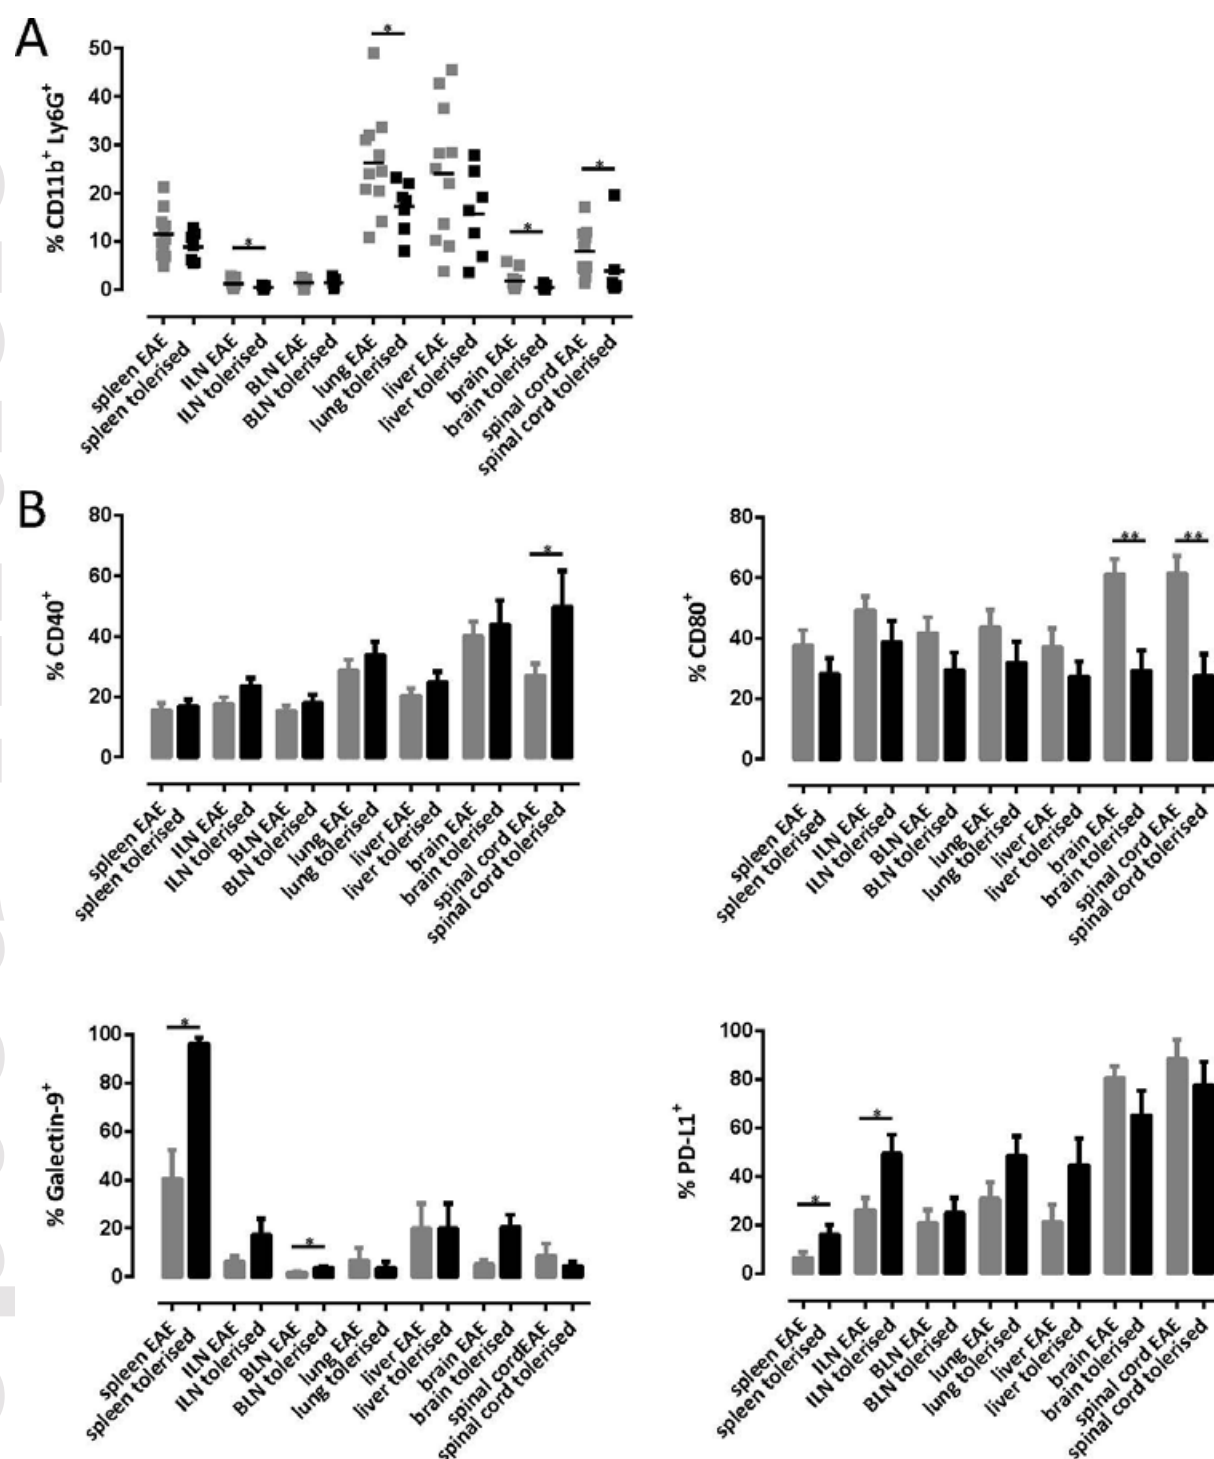 A
% CD11b+ Ly6G+
50
40
30
20
10
0
*
*
*
*
spleen EAE
spleen tolerised
ILN EAE
ILN tolerised
BLN EAE
BLN tolerised
lung EAE
lung tolerised
liver EAE
liver tolerised
brain EAE
brain tolerised
spinal cord EAE
spinal cord tolerised
B
% CD40+
80
60
40
20
0
*
spleen EAE
spleen tolerised
ILN EAE
ILN tolerised
BLN EAE
BLN tolerised
lung EAE
lung tolerised
liver EAE
liver tolerised
brain EAE
brain tolerised
spinal cord EAE
spinal cord tolerised
% CD80+
80
60
40
20
0
**
**
spleen EAE
spleen tolerised
ILN EAE
ILN tolerised
BLN EAE
BLN tolerised
lung EAE
lung tolerised
liver EAE
liver tolerised
brain EAE
brain tolerised
spinal cord EAE
spinal cord tolerised
% Galectin-9+
100
80
60
40
20
0
*
*
spleen EAE
spleen tolerised
ILN EAE
ILN tolerised
BLN EAE
BLN tolerised
lung EAE
lung tolerised
liver EAE
liver tolerised
brain EAE
brain tolerised
spinal cordEAE
spinal cord tolerised
% PD-L1+
100
80
60
40
20
0
*
*
spleen EAE
spleen tolerised
ILN EAE
ILN tolerised
BLN EAE
BLN tolerised
lung EAE
lung tolerised
liver EAE
liver tolerised
brain EAE
brain tolerised
spinal cord EAE
spinal cord tolerised